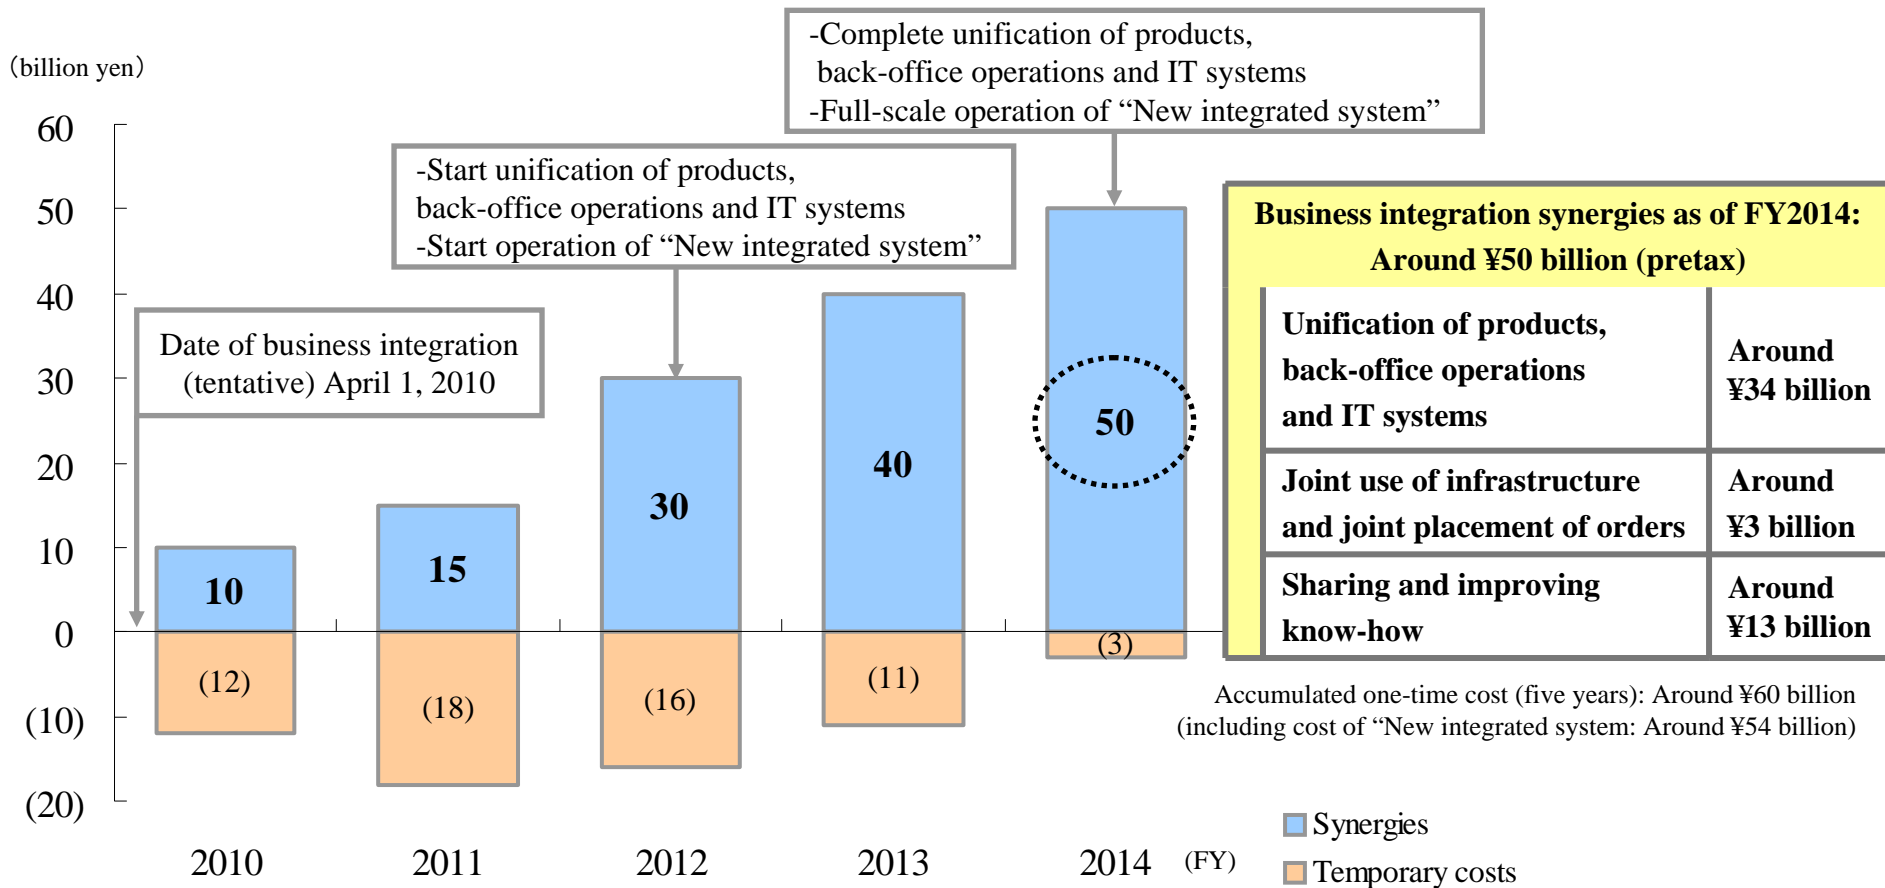 -Complete unification of products,
back-office operations and IT systems
-Full-scale operation of “New integrated system”
（billion yen）
-Start unification of products,
back-office operations and IT systems
-Start operation of “New integrated system”
Date of business integration
(tentative) April 1, 2010
60
50
40
30
20
10
0
(10)
(20)
10
15
30
40
50
(12)
(18)
(16)
(11)
(3)
2010
2011
2012
2013
2014
(FY)
Business integration synergies as of FY2014:
Around ¥50 billion (pretax)
Unification of products,
back-office operations
and IT systems
Around
¥34 billion
Joint use of infrastructure
and joint placement of orders
Around
¥3 billion
Sharing and improving
know-how
Around
¥13 billion
Accumulated one-time cost (five years): Around ¥60 billion
(including cost of “New integrated system: Around ¥54 billion)
Synergies
Temporary costs